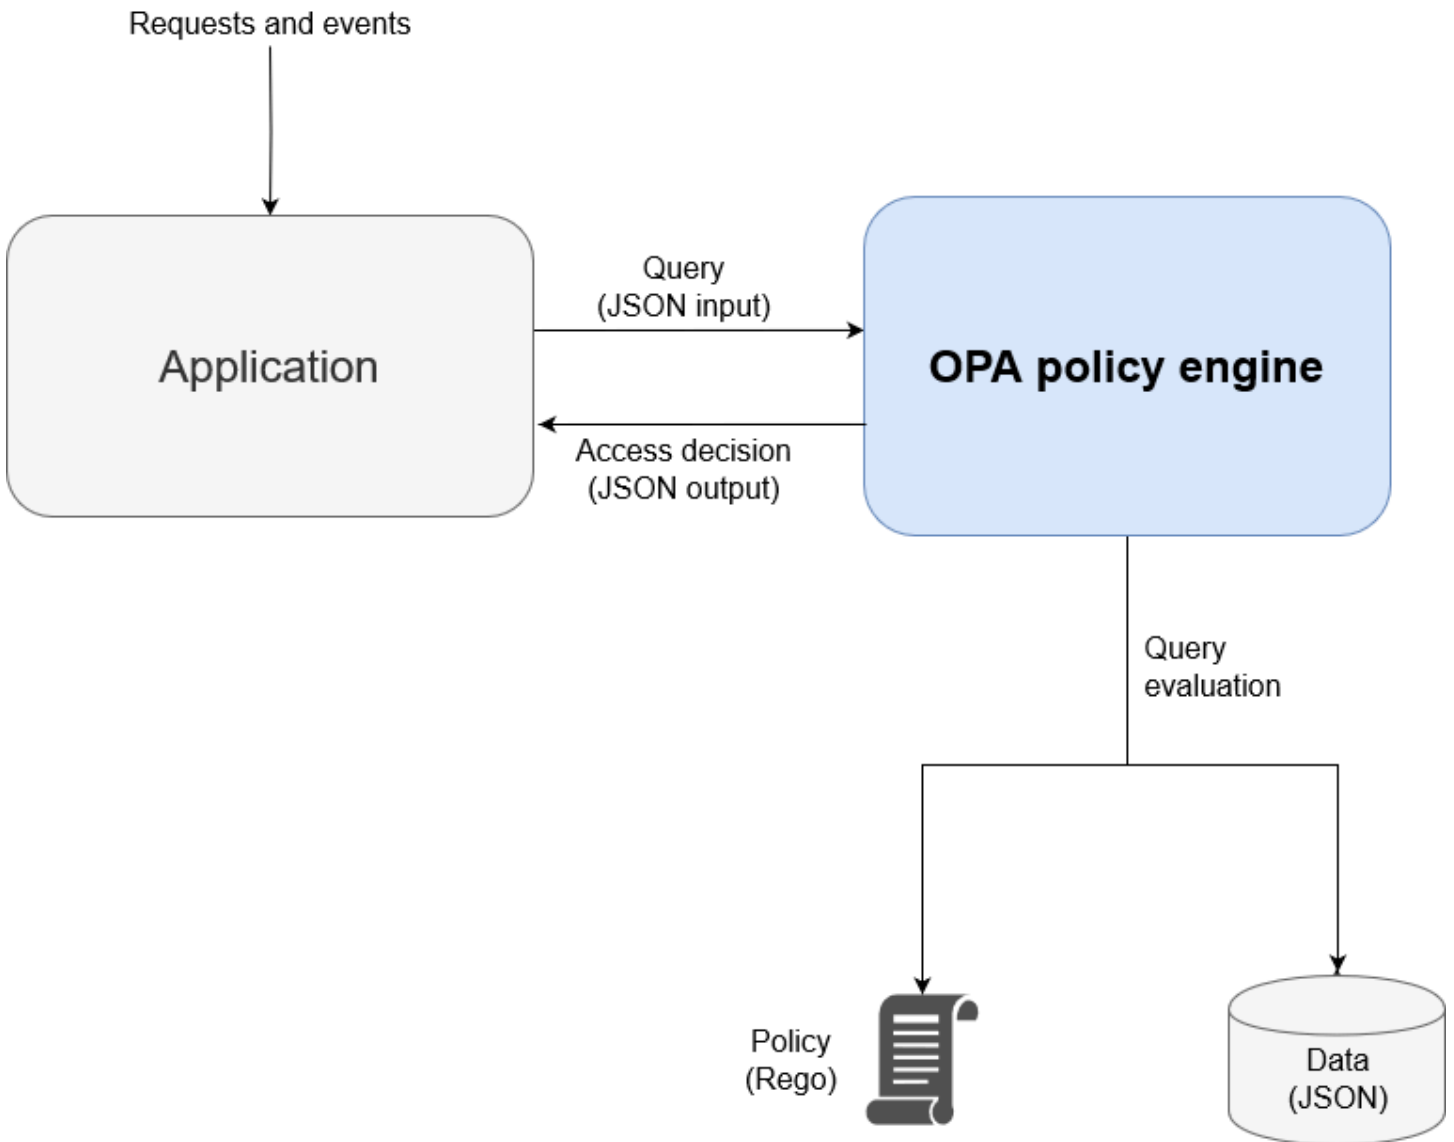 Requests and events
Application
Query
(JSON input)
Access decision
(JSON output)
OPA policy engine
Query
evaluation
Policy
(Rego)
Data
(JSON)